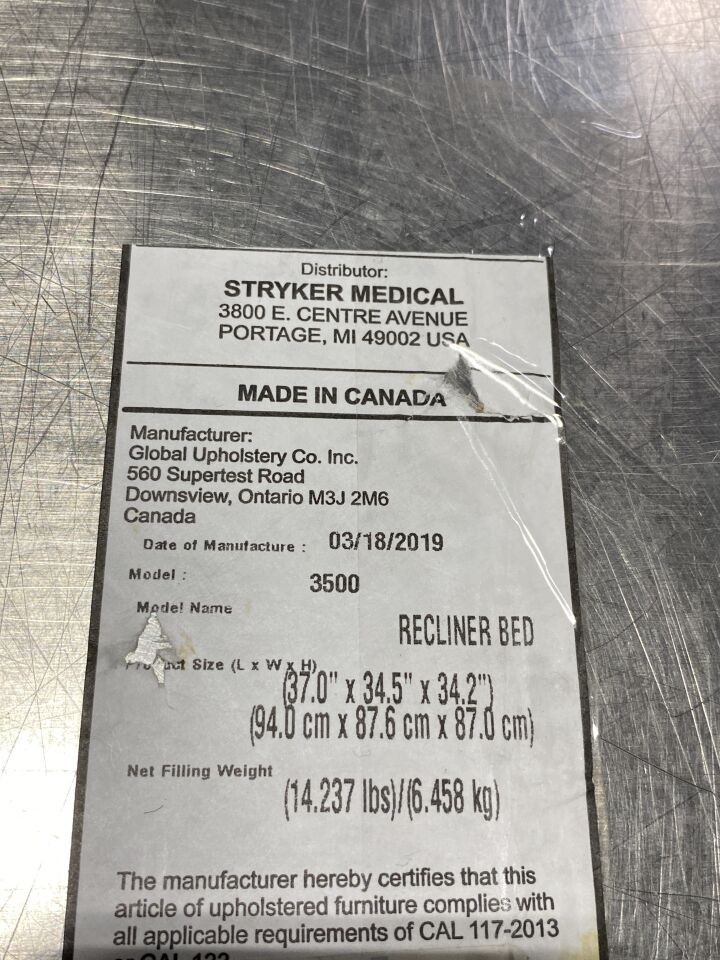 Distributor:
STRYKER MEDICAL
3800 E. CENTRE AVENUE
PORTAGE, MI 49002 USA
MADE IN CANADA
Manufacturer:
Global Upholstery Co. Inc.
560 Supertest Road
Downsview, Ontario M3J 2M6
Canada
Date of Manufacture : 03/18/2019
Model : 3500
Model Name
RECLINER BED
Size (L x W x H)
(37.0" x 34.5" x 34.2")
(94.0 cm x 87.6 cm x 87.0 cm)
Net Filling Weight
(14.237 lbs)/(6.458 kg)
The manufacturer hereby certifies that this
article of upholstered furniture complies with
all applicable requirements of CAL 117-2013